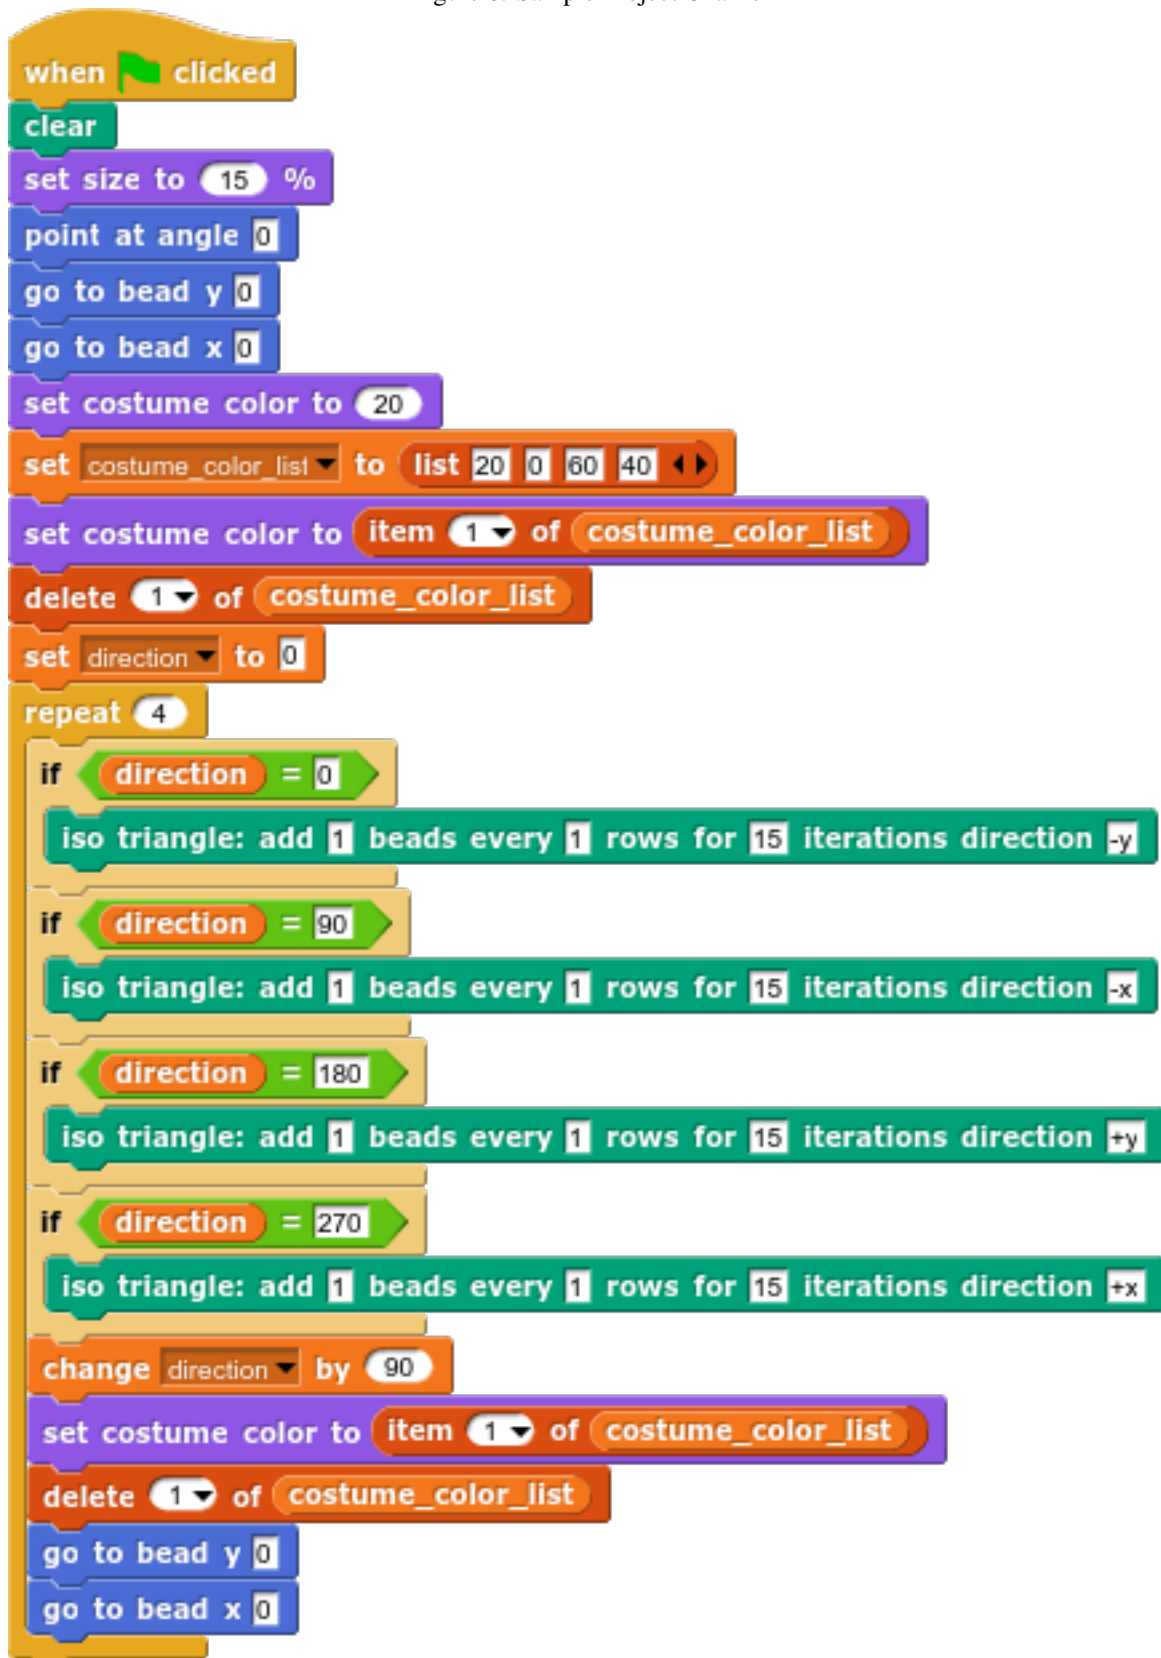 when clicked
clear
set size to 15 %
point at angle 0
go to bead y 0
go to bead x 0
set costume color to 20
set costume_color_list to list 20 0 60 40
set costume color to item 1 of costume_color_list
delete 1 of costume_color_list
set direction to 0
repeat 4
if direction = 0
iso triangle: add 1 beads every 1 rows for 15 iterations direction -y
if direction = 90
iso triangle: add 1 beads every 1 rows for 15 iterations direction -x
if direction = 180
iso triangle: add 1 beads every 1 rows for 15 iterations direction +y
if direction = 270
iso triangle: add 1 beads every 1 rows for 15 iterations direction +x
change direction by 90
set costume color to item 1 of costume_color_list
delete 1 of costume_color_list
go to bead y 0
go to bead x 0